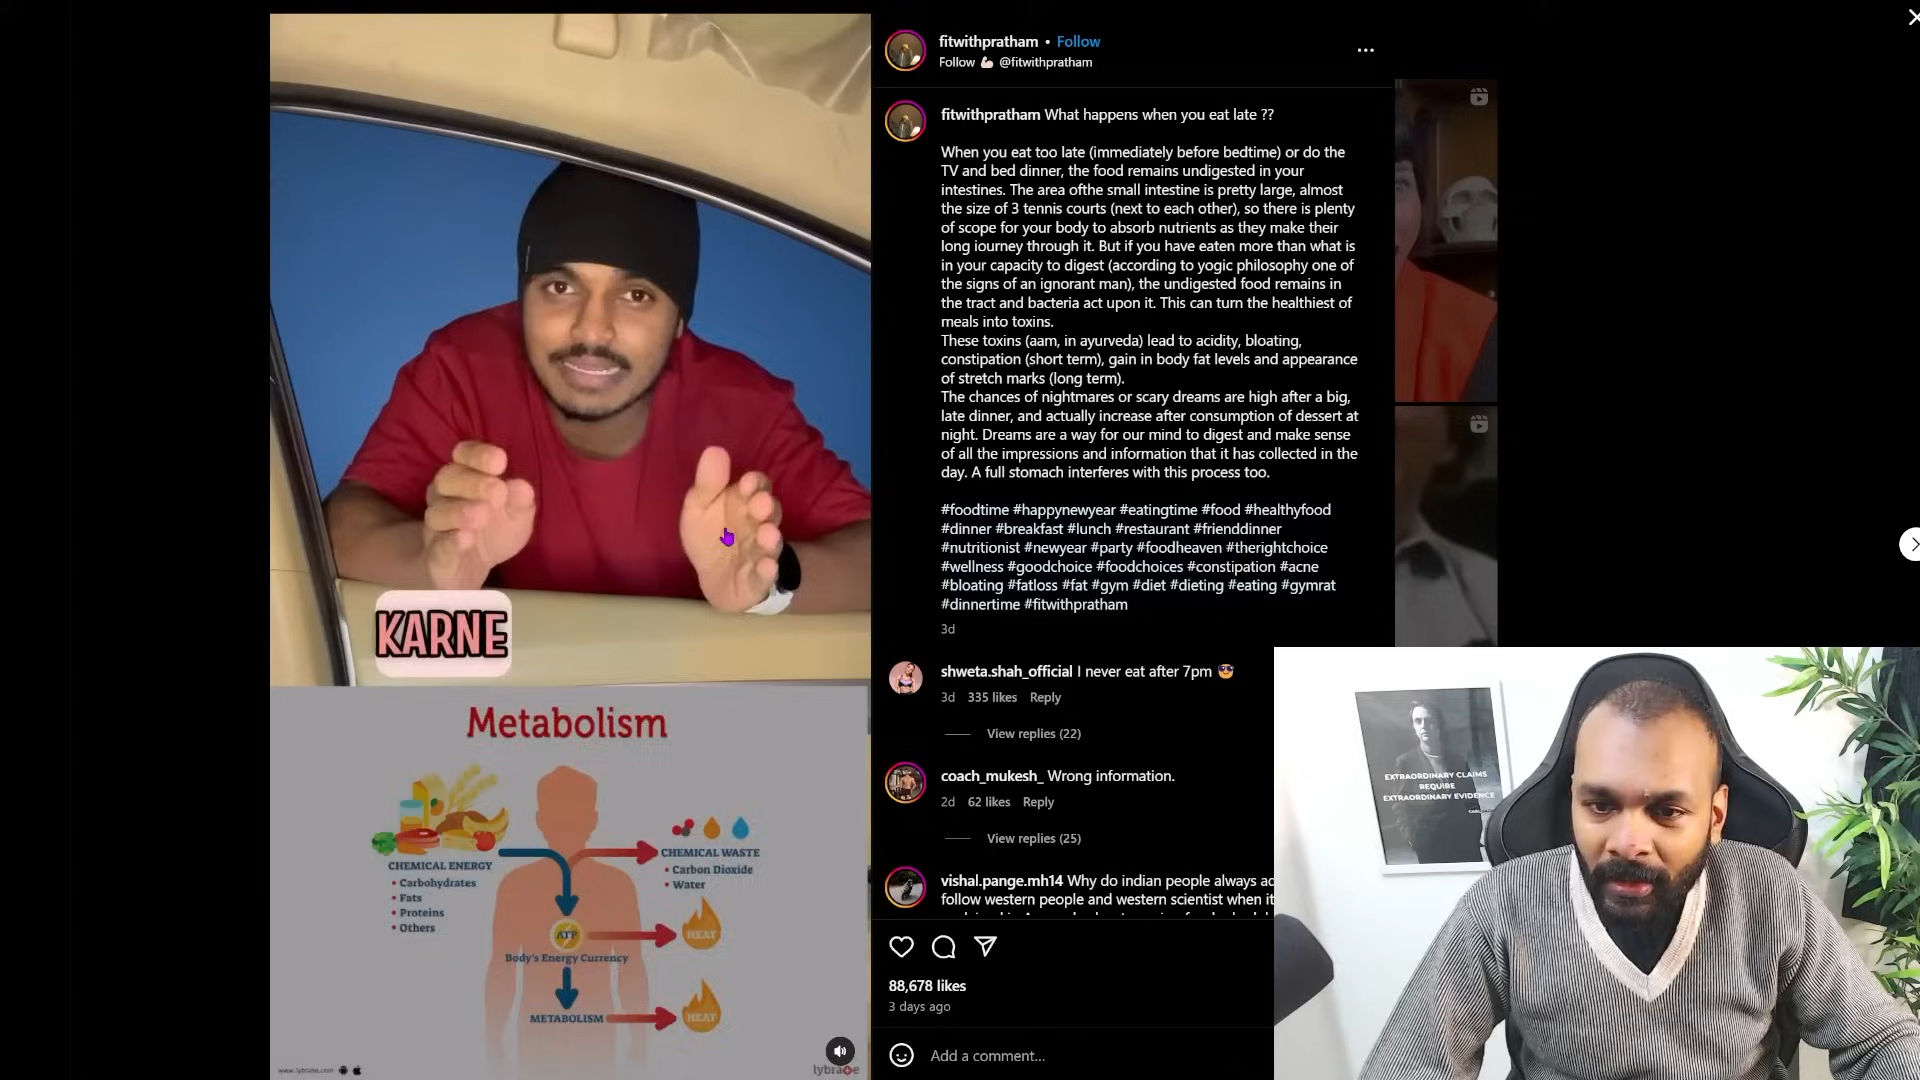 fitwithpratham • Follow
Follow 💪🏻 @fitwithpratham
fitwithpratham What happens when you eat late ??
When you eat too late (immediately before bedtime) or do the
TV and bed dinner, the food remains undigested in your
intestines. The area ofthe small intestine is pretty large, almost
the size of 3 tennis courts (next to each other), so there is plenty
of scope for your body to absorb nutrients as they make their
long iourney through it. But if you have eaten more than what is
in your capacity to digest (according to yogic philosophy one of
the signs of an ignorant man), the undigested food remains in
the tract and bacteria act upon it. This can turn the healthiest of
meals into toxins.
These toxins (aam, in ayurveda) lead to acidity, bloating,
constipation (short term), gain in body fat levels and appearance
of stretch marks (long term).
The chances of nightmares or scary dreams are high after a big,
late dinner, and actually increase after consumption of dessert at
night. Dreams are a way for our mind to digest and make sense
of all the impressions and information that it has collected in the
day. A full stomach interferes with this process too.
#foodtime #happynewyear #eatingtime #food #healthyfood
#dinner #breakfast #lunch #restaurant #frienddinner
#nutritionist #newyear #party #foodheaven #therightchoice
#wellness #goodchoice #foodchoices #constipation #acne
#bloating #fatloss #fat #gym #diet #dieting #eating #gymrat
#dinnertime #fitwithpratham
3d
shweta.shah_official I never eat after 7pm 😎
3d 335 likes Reply
View replies (22)
coach_mukesh_ Wrong information.
2d 62 likes Reply
View replies (25)
vishal.pange.mh14 Why do indian people always
follow western people and western scientist when it
88,678 likes
3 days ago
Add a comment...
KARNE
Metabolism
CHEMICAL ENERGY
• Carbohydrates
• Fats
• Proteins
• Others
CHEMICAL WASTE
• Carbon Dioxide
• Water
ATP
HEAT
Body's Energy Currency
METABOLISM
HEAT
www.lybrate.com
lybrate
EXTRAORDINARY CLAIMS
REQUIRE
EXTRAORDINARY EVIDENCE